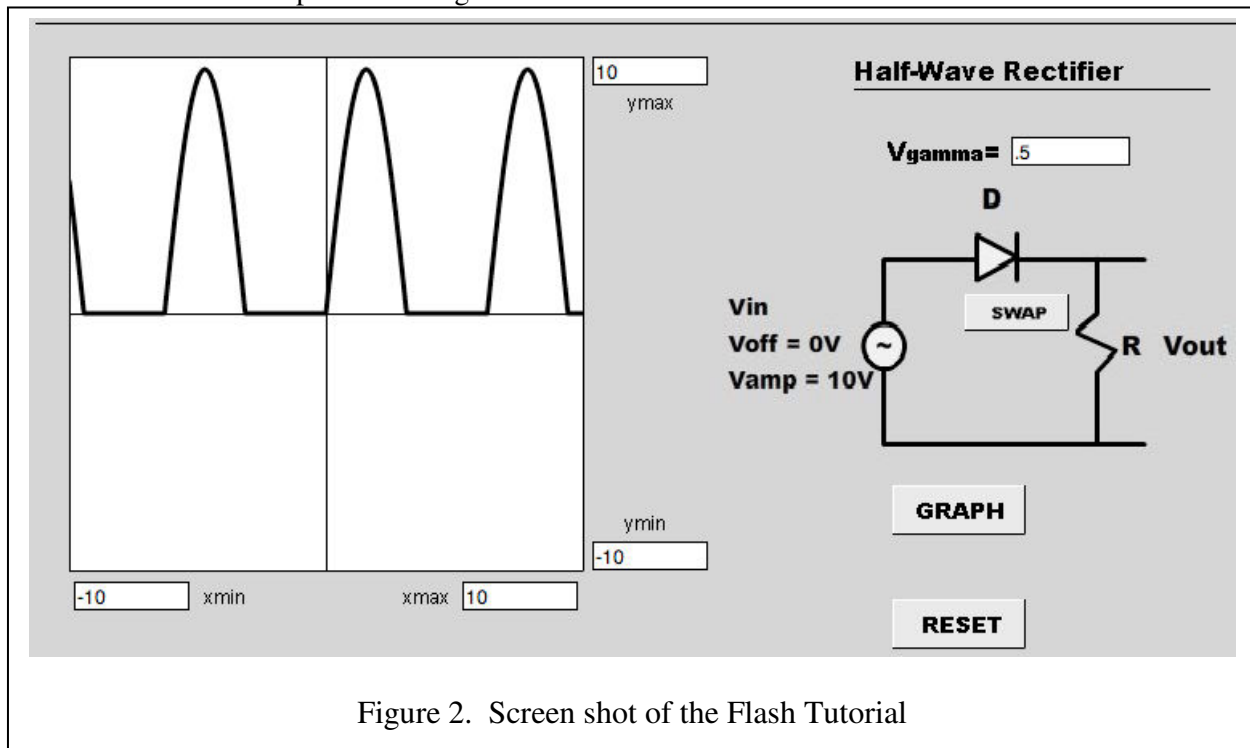 10
ymax
Half-Wave Rectifier
Vgamma= .5
D
SWAP
Vin
Voff = 0V
Vamp = 10V
~
R Vout
GRAPH
ymin
-10
-10 xmin xmax 10
RESET
Figure 2. Screen shot of the Flash Tutorial